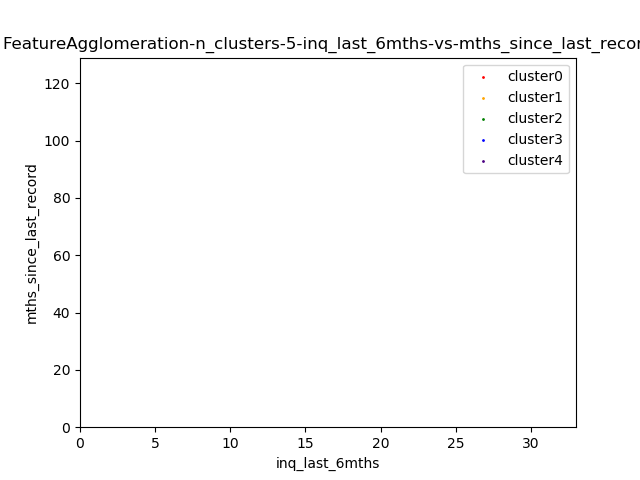 FeatureAgglomeration-n_clusters-5-inq_last_6mths-vs-mths_since_last_recor
120
100
80
60
40
20
0
mths_since_last_record
cluster0
cluster1
cluster2
cluster3
cluster4
0 5 10 15 20 25 30
inq_last_6mths